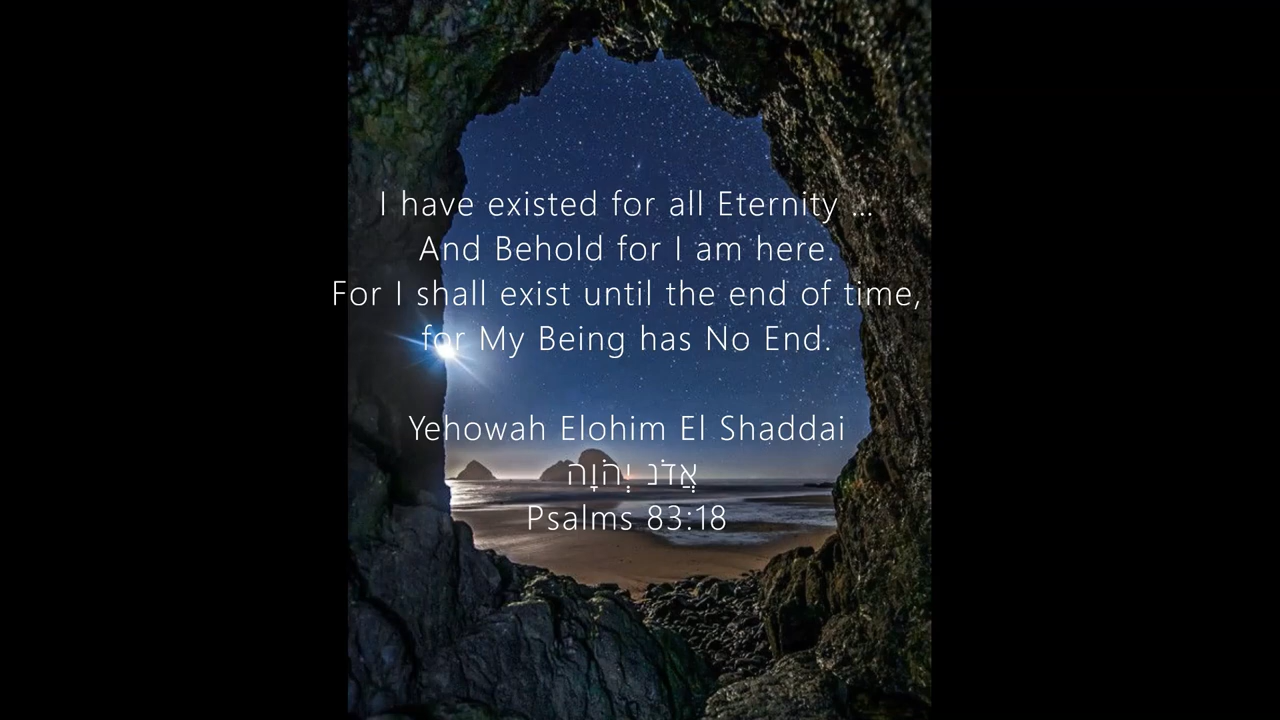 I have existed for all Eternity ...
And Behold for I am here.
For I shall exist until the end of time,
for My Being has No End.
Yehowah Elohim El Shaddai
אֲדֹנ יְהֹוָה
Psalms 83:18